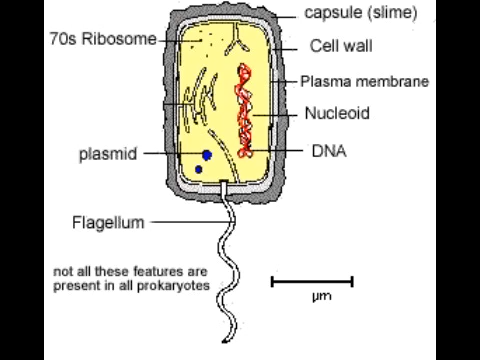 capsule (slime)
70s Ribosome
Cell wall
Plasma membrane
Nucleoid
plasmid
DNA
Flagellum
not all these features are
present in all prokaryotes
µm